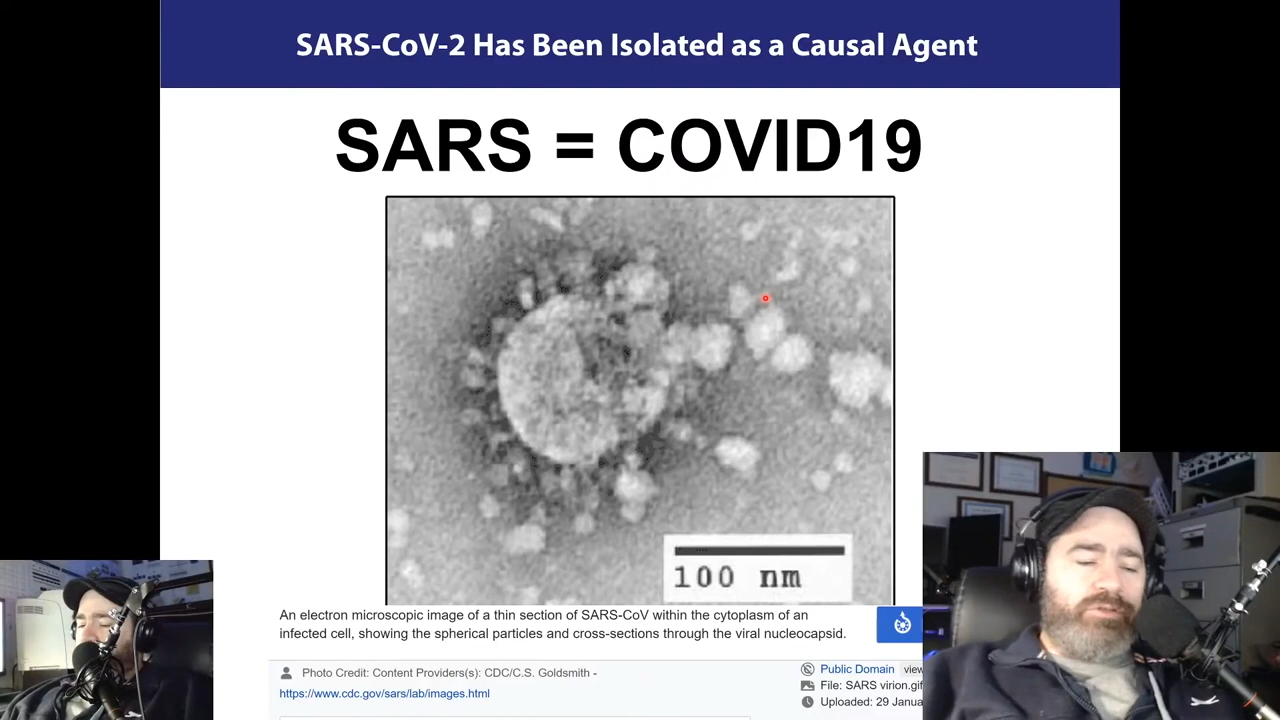 SARS-CoV-2 Has Been Isolated as a Causal Agent
SARS = COVID19
100 nm
An electron microscopic image of a thin section of SARS-CoV within the cytoplasm of an
infected cell, showing the spherical particles and cross-sections through the viral nucleocapsid.
Photo Credit: Content Providers(s): CDC/C.S. Goldsmith -
https://www.cdc.gov/sars/lab/images.html
Public Domain view
File: SARS virion.gif
Uploaded: 29 Janua